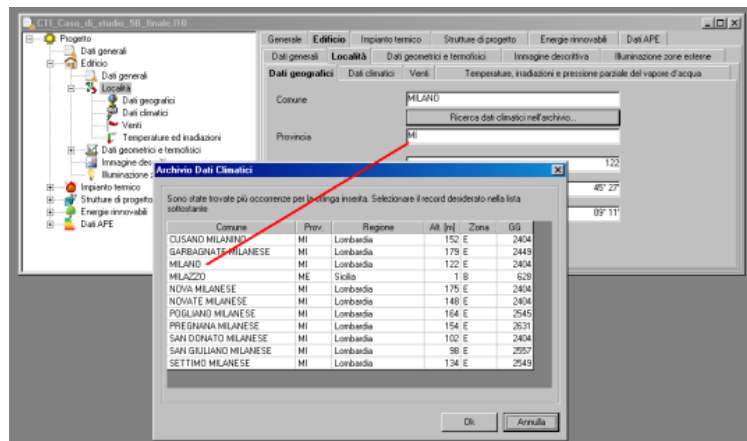 CTI_Caso_di_studio_5II_finale.I10
Progetto
Dati generali
Edificio
Dati generali
Località
Dati geografici
Dati climatici
Venti
Temperature ed irradiazioni
Dati geometrici e termofisici
Immagine
Illuminazione
Impianto termico
Strutture di progetto
Energie rinnovabili
Dati APE
Generale Edificio Impianto termico Strutture di progetto Energie rinnovabili Dati APE
Dati generali Località Dati geometrici e termofisici Immagine descrittiva Illuminazione zone esterne
Dati geografici Dati climatici Venti Temperature, irradiazioni e pressione parziale del vapore d'acqua
Comune MILANO
Ricerca dati climatici nell'archivio...
Provincia MI
122
45° 27'
09° 11'
Archivio Dati Climatici
Sono state trovate più occorrenze per la stringa inserita. Selezionare il record desiderato nella lista
sottostante
Comune Prov. Regione Alt. [m] Zona GG
CUSANO MILANINO MI Lombardia 152 E 2404
GARBAGNATE MILANESE MI Lombardia 179 E 2449
MILANO MI Lombardia 122 E 2404
MILAZZO ME Sicilia 1 B 628
NOVA MILANESE MI Lombardia 175 E 2404
NOVATE MILANESE MI Lombardia 148 E 2404
POGLIANO MILANESE MI Lombardia 164 E 2545
PREGNANA MILANESE MI Lombardia 154 E 2631
SAN DONATO MILANESE MI Lombardia 102 E 2404
SAN GIULIANO MILANESE MI Lombardia 98 E 2557
SETTIMO MILANESE MI Lombardia 134 E 2549
Ok Annulla